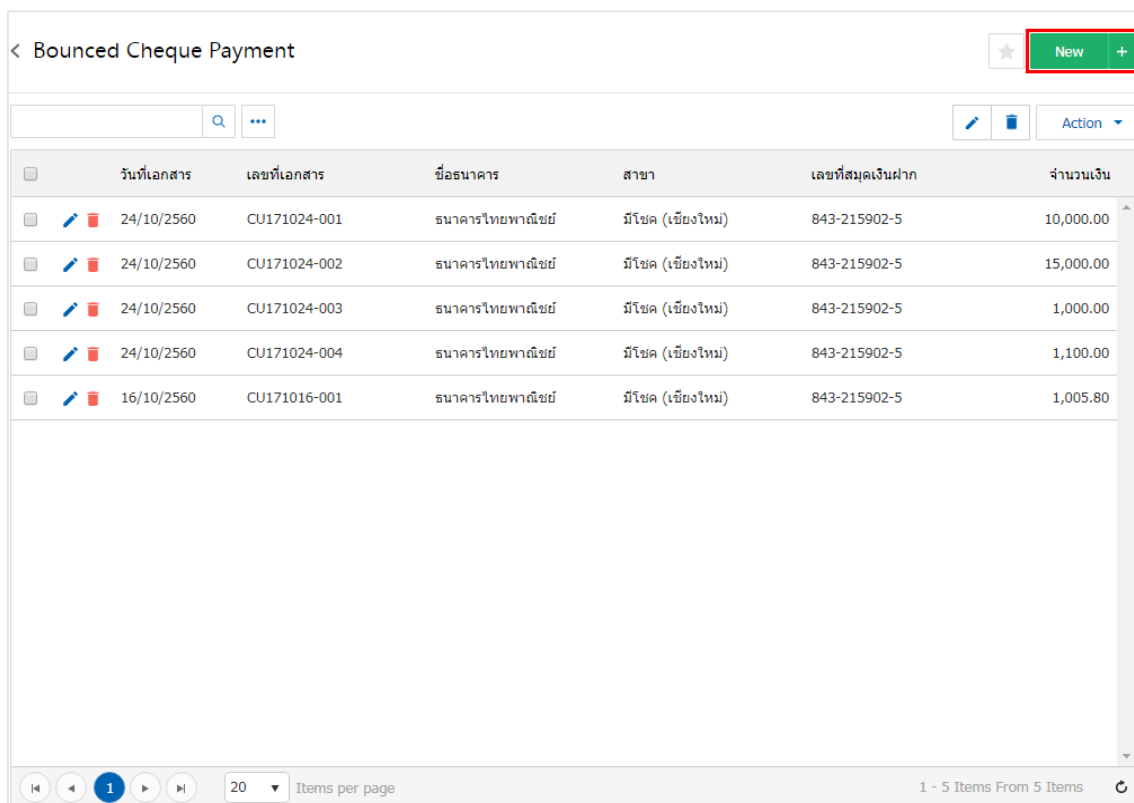 Bounced Cheque Payment New +
Action
วันที่เอกสาร เลขที่เอกสาร ชื่อธนาคาร สาขา เลขที่สมุดเงินฝาก จำนวนเงิน
24/10/2560 CU171024-001 ธนาคารไทยพาณิชย์ มีโชค (เชียงใหม่) 843-215902-5 10,000.00
24/10/2560 CU171024-002 ธนาคารไทยพาณิชย์ มีโชค (เชียงใหม่) 843-215902-5 15,000.00
24/10/2560 CU171024-003 ธนาคารไทยพาณิชย์ มีโชค (เชียงใหม่) 843-215902-5 1,000.00
24/10/2560 CU171024-004 ธนาคารไทยพาณิชย์ มีโชค (เชียงใหม่) 843-215902-5 1,100.00
16/10/2560 CU171016-001 ธนาคารไทยพาณิชย์ มีโชค (เชียงใหม่) 843-215902-5 1,005.80
1 20 Items per page 1 - 5 Items From 5 Items